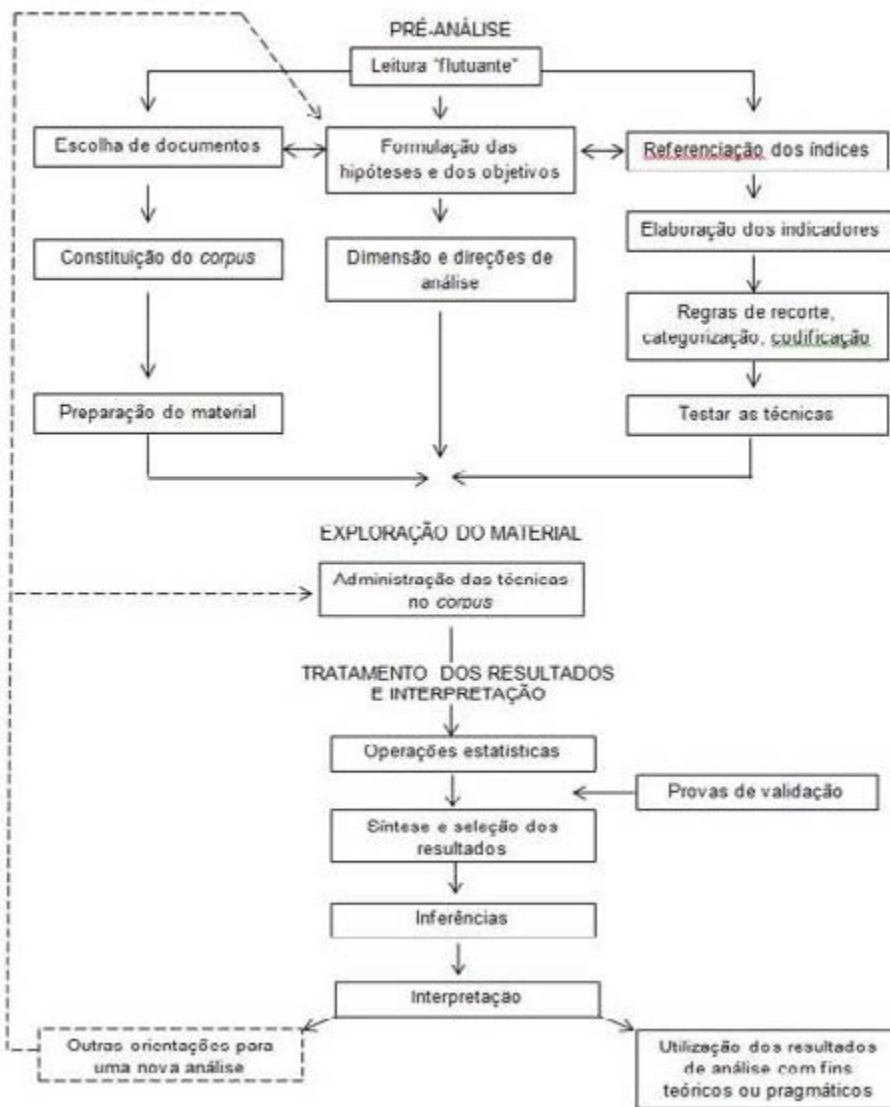 PRÉ-ANÁLISE
Leitura "flutuante"
Escolha de documentos
Formulação das
hipóteses e dos objetivos
Referenciação dos índices
Constituição do corpus
Dimensão e direções de
análise
Elaboração dos indicadores
Regras de recorte,
categorização, codificação
Preparação do material
Testar as técnicas
EXPLORAÇÃO DO MATERIAL
Administração das técnicas
no corpus
TRATAMENTO DOS RESULTADOS
E INTERPRETAÇÃO
Operações estatísticas
Provas de validação
Síntese e seleção dos
resultados
Inferências
Interpretação
Outras orientações para
uma nova análise
Utilização dos resultados
de análise com fins
teóricos ou pragmáticos